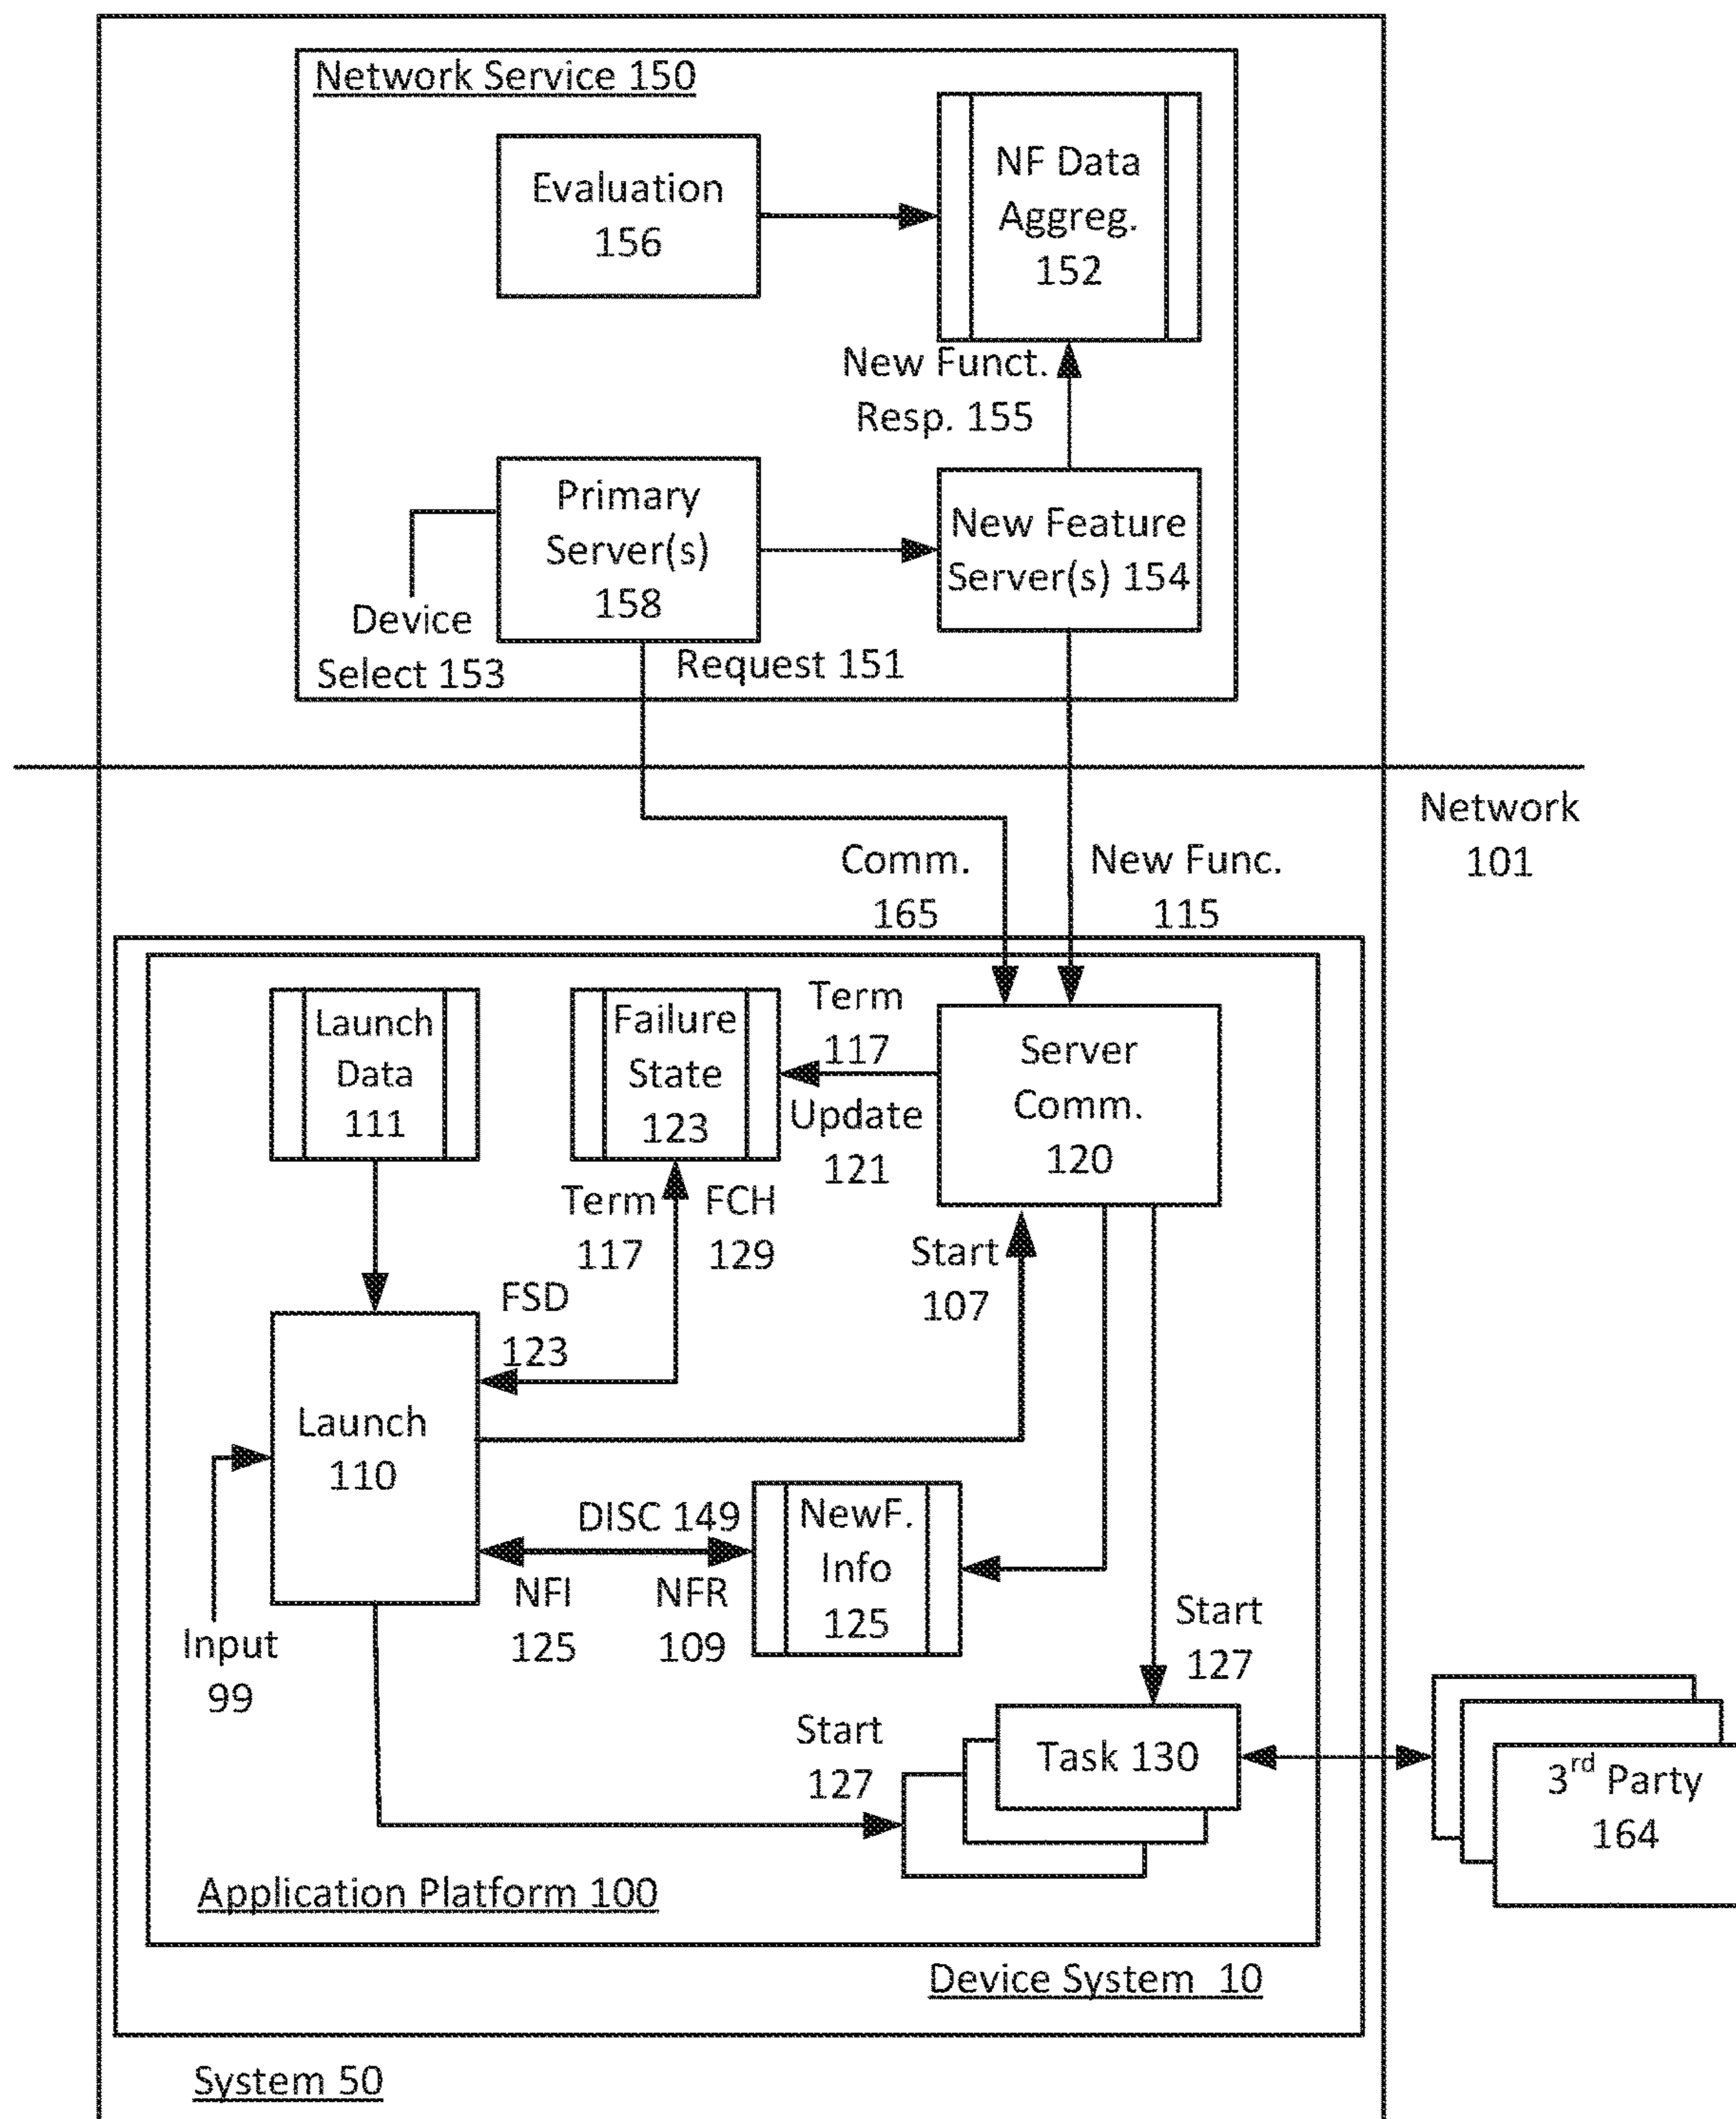 Network Service 150
Evaluation
156
NF Data
Aggreg.
152
New Funct.
Resp. 155
Primary
Server(s)
158
New Feature
Server(s) 154
Device
Select 153
Request 151
Network
101
Comm.
165
New Func.
115
Launch
Data
111
Failure
State
123
Term
117
Update
121
Server
Comm.
120
Term
117
FCH
129
Start
107
FSD
123
Launch
110
DISC 149
NFI
125
NFR
109
NewF.
Info
125
Input
99
Start
127
Start
127
Task 130
3rd Party
164
Application Platform 100
Device System 10
System 50